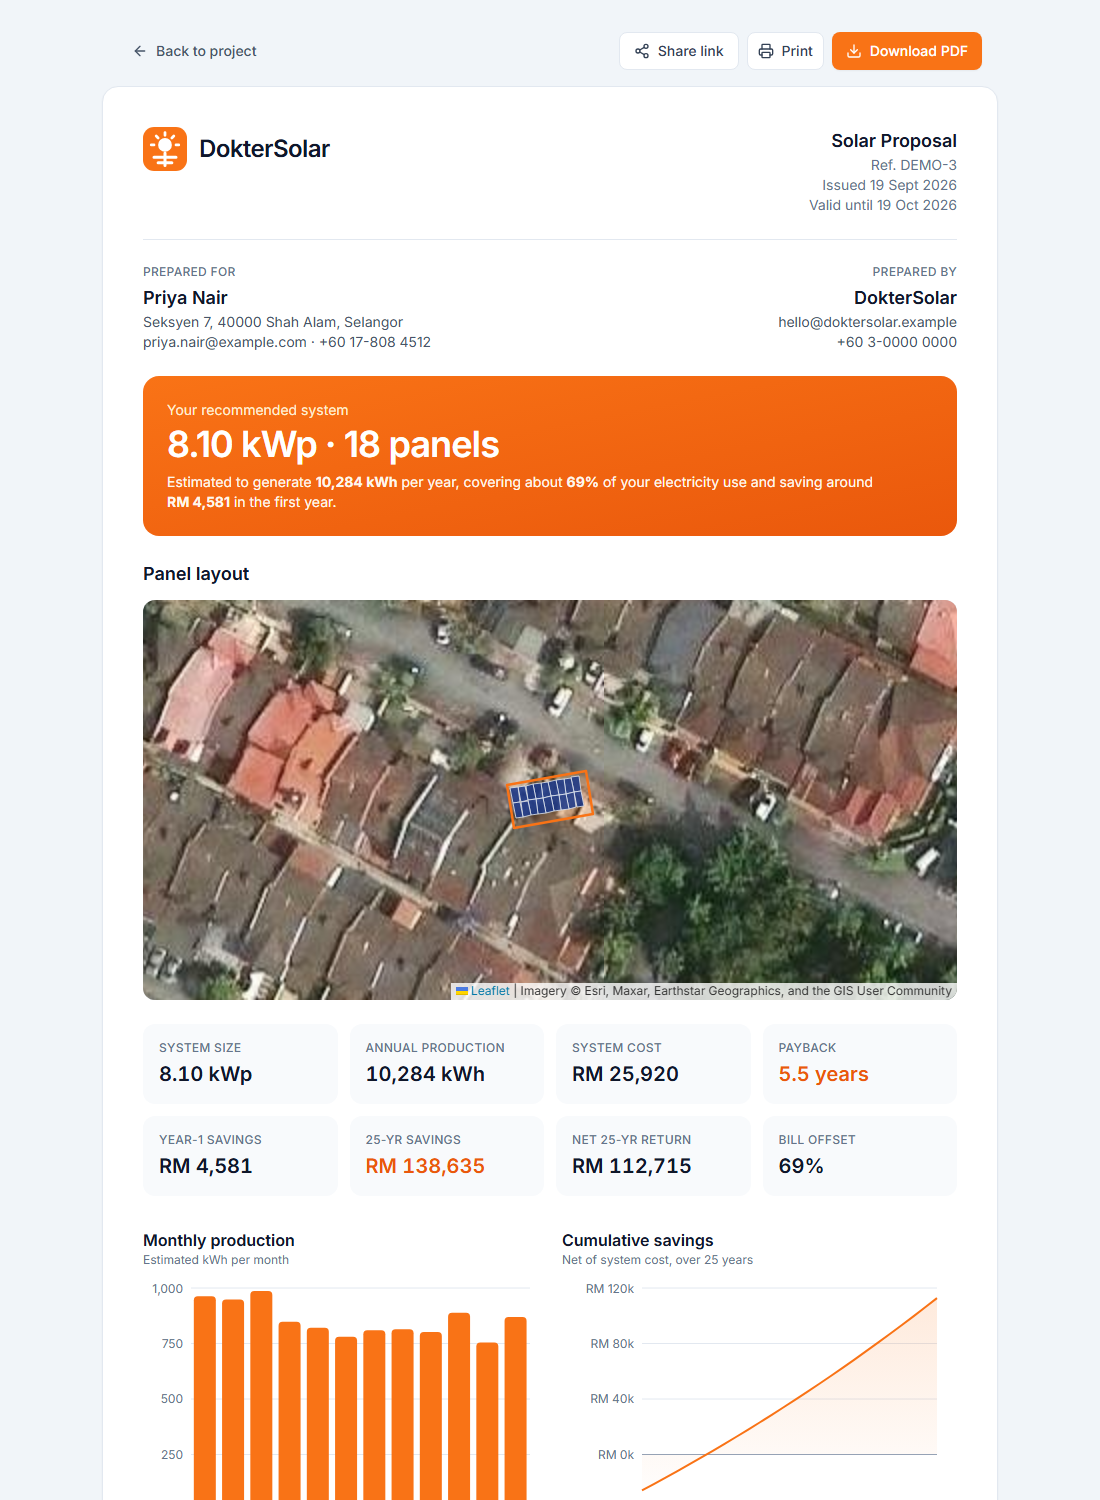 Back to project
Share link
Print
Download PDF
DokterSolar
Solar Proposal
Ref. DEMO-3
Issued 19 Sept 2026
Valid until 19 Oct 2026
PREPARED FOR
Priya Nair
Seksyen 7, 40000 Shah Alam, Selangor
priya.nair@example.com · +60 17-808 4512
PREPARED BY
DokterSolar
hello@doktersolar.example
+60 3-0000 0000
Your recommended system
8.10 kWp · 18 panels
Estimated to generate 10,284 kWh per year, covering about 69% of your electricity use and saving around
RM 4,581 in the first year.
Panel layout
Leaflet | Imagery © Esri, Maxar, Earthstar Geographics, and the GIS User Community
SYSTEM SIZE
8.10 kWp
ANNUAL PRODUCTION
10,284 kWh
SYSTEM COST
RM 25,920
PAYBACK
5.5 years
YEAR-1 SAVINGS
RM 4,581
25-YR SAVINGS
RM 138,635
NET 25-YR RETURN
RM 112,715
BILL OFFSET
69%
Monthly production
Estimated kWh per month
1,000
750
500
250
Cumulative savings
Net of system cost, over 25 years
RM 120k
RM 80k
RM 40k
RM 0k